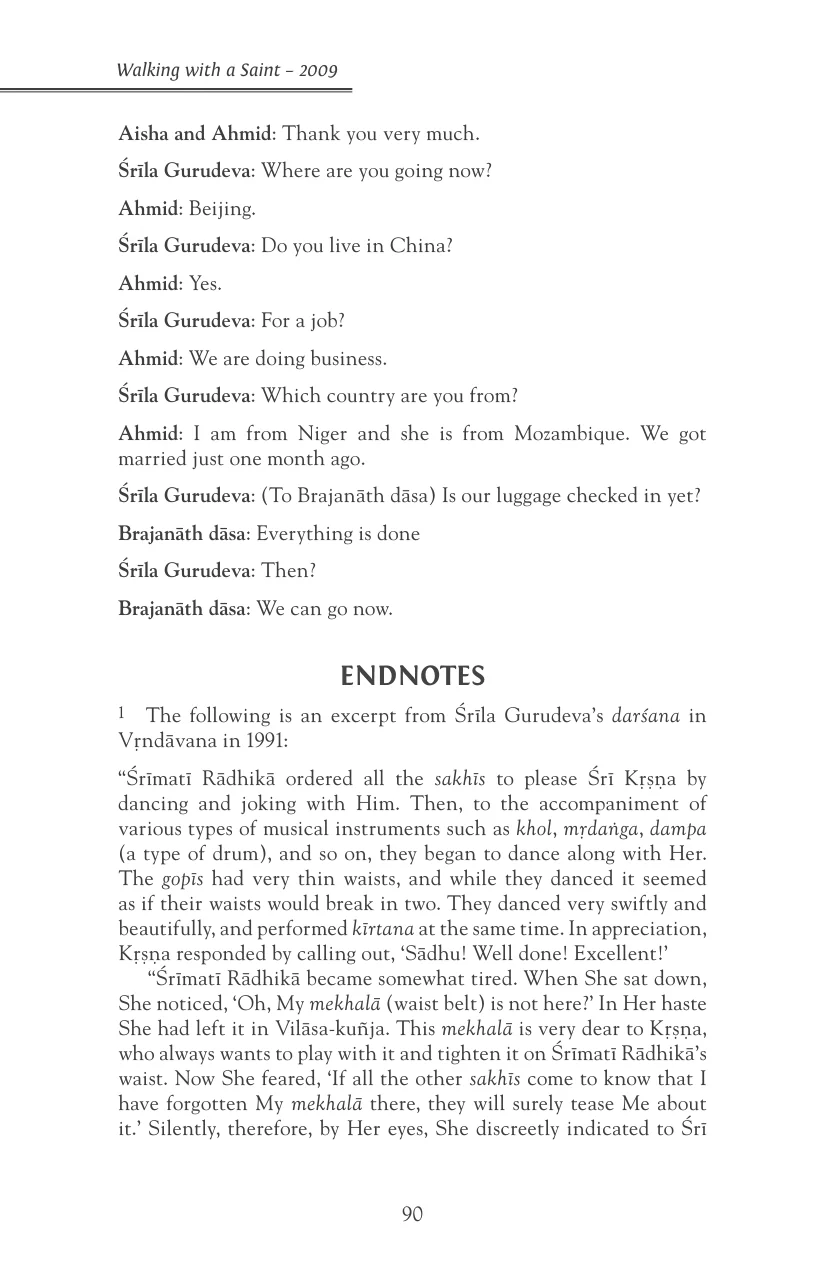 Walking with a Saint – 2009
Aisha and Ahmid: Thank you very much.
Śrīla Gurudeva: Where are you going now?
Ahmid: Beijing.
Śrīla Gurudeva: Do you live in China?
Ahmid: Yes.
Śrīla Gurudeva: For a job?
Ahmid: We are doing business.
Śrīla Gurudeva: Which country are you from?
Ahmid: I am from Niger and she is from Mozambique. We got
married just one month ago.
Śrīla Gurudeva: (To Brajanāth dāsa) Is our luggage checked in yet?
Brajanāth dāsa: Everything is done
Śrīla Gurudeva: Then?
Brajanāth dāsa: We can go now.
ENDNOTES
1 The following is an excerpt from Śrīla Gurudeva’s darśana in
Vṛndāvana in 1991:
“Śrīmatī Rādhikā ordered all the sakhīs to please Śrī Kṛṣṇa by
dancing and joking with Him. Then, to the accompaniment of
various types of musical instruments such as khol, mṛdaṅga, dampa
(a type of drum), and so on, they began to dance along with Her.
The gopīs had very thin waists, and while they danced it seemed
as if their waists would break in two. They danced very swiftly and
beautifully, and performed kīrtana at the same time. In appreciation,
Kṛṣṇa responded by calling out, ‘Sādhu! Well done! Excellent!’
“Śrīmatī Rādhikā became somewhat tired. When She sat down,
She noticed, ‘Oh, My mekhalā (waist belt) is not here?’ In Her haste
She had left it in Vilāsa-kuñja. This mekhalā is very dear to Kṛṣṇa,
who always wants to play with it and tighten it on Śrīmatī Rādhikā’s
waist. Now She feared, ‘If all the other sakhīs come to know that I
have forgotten My mekhalā there, they will surely tease Me about
it.’ Silently, therefore, by Her eyes, She discreetly indicated to Śrī
90